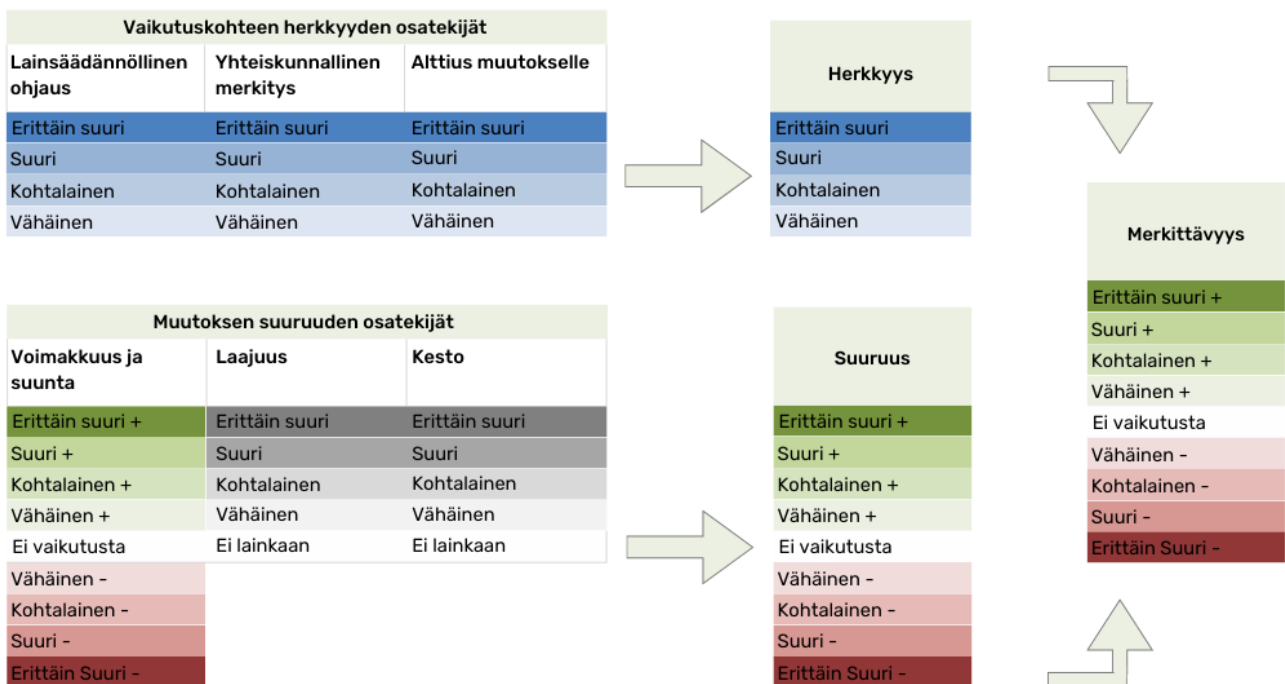 Vaikutuskohteen herkkyyden osatekijät
Lainsäädännöllinen ohjaus
Yhteiskunnallinen merkitys
Alttius muutokselle
Erittäin suuri Erittäin suuri Erittäin suuri
Suuri Suuri Suuri
Kohtalainen Kohtalainen Kohtalainen
Vähäinen Vähäinen Vähäinen
Herkkyys
Erittäin suuri
Suuri
Kohtalainen
Vähäinen
Muutoksen suuruuden osatekijät
Voimakkuus ja suunta
Laajuus
Kesto
Erittäin suuri + Erittäin suuri Erittäin suuri
Suuri + Suuri Suuri
Kohtalainen + Kohtalainen Kohtalainen
Vähäinen + Vähäinen Vähäinen
Ei vaikutusta Ei lainkaan Ei lainkaan
Vähäinen -
Kohtalainen -
Suuri -
Erittäin Suuri -
Suuruus
Erittäin suuri +
Suuri +
Kohtalainen +
Vähäinen +
Ei vaikutusta
Vähäinen -
Kohtalainen -
Suuri -
Erittäin Suuri -
Merkittävyys
Erittäin suuri +
Suuri +
Kohtalainen +
Vähäinen +
Ei vaikutusta
Vähäinen -
Kohtalainen -
Suuri -
Erittäin Suuri -